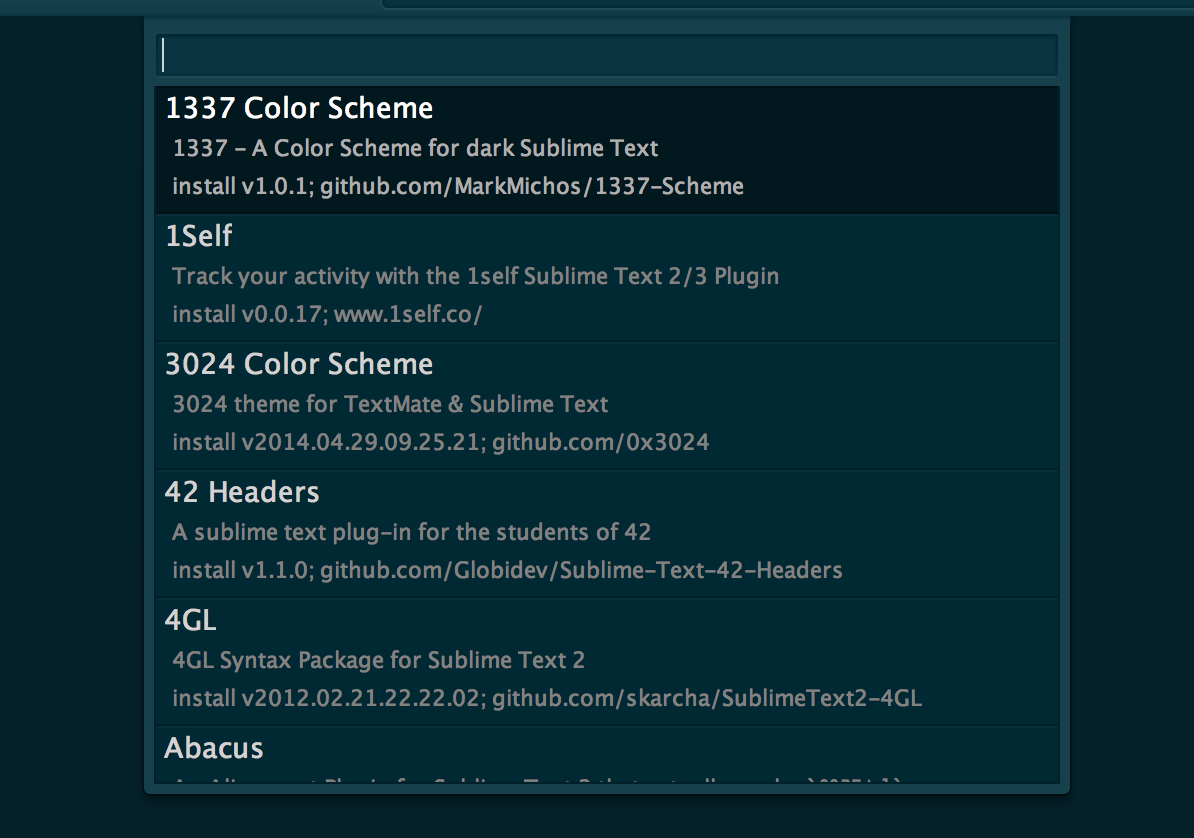 1337 Color Scheme
1337 – A Color Scheme for dark Sublime Text
install v1.0.1; github.com/MarkMichos/1337-Scheme
1Self
Track your activity with the 1self Sublime Text 2/3 Plugin
install v0.0.17; www.1self.co/
3024 Color Scheme
3024 theme for TextMate & Sublime Text
install v2014.04.29.09.25.21; github.com/0x3024
42 Headers
A sublime text plug-in for the students of 42
install v1.1.0; github.com/Globidev/Sublime-Text-42-Headers
4GL
4GL Syntax Package for Sublime Text 2
install v2012.02.21.22.22.02; github.com/skarcha/SublimeText2-4GL
Abacus